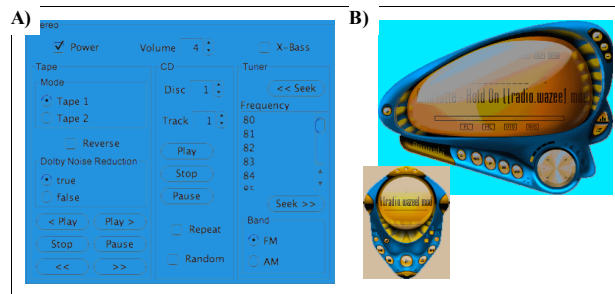 A)
ereo
Power
Volume 4
X-Bass
Tape
Mode
Tape 1
Tape 2
Reverse
Dolby Noise Reduction
true
false
< Play
Play >
Stop
Pause
<<
>>
CD
Disc 1
Track 1
Play
Stop
Pause
Repeat
Random
Tuner
<< Seek
Frequency
80
81
82
83
84
Seek >>
Band
FM
AM
B)
Hold On [(radio.wazee)
(radio.wazee) mod